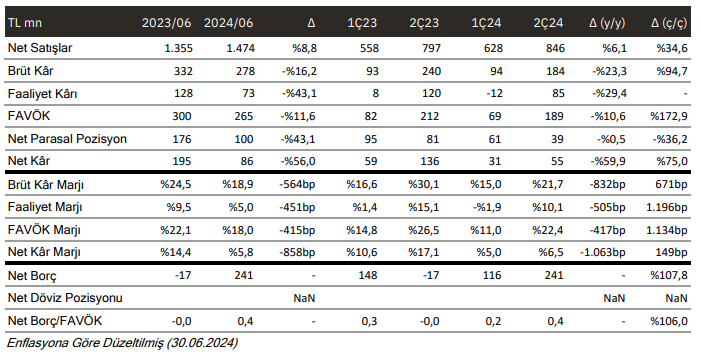 TL mn 2023/06 2024/06 Δ 1Ç23 2Ç23 1Ç24 2Ç24 Δ (y/y) Δ (ç/ç)
Net Satışlar 1.355 1.474 %8,8 558 797 628 846 %6,1 %34,6
Brüt Kâr 332 278 -%16,2 93 240 94 184 -%23,3 %94,7
Faaliyet Kârı 128 73 -%43,1 8 120 -12 85 -%29,4 -
FAVÖK 300 265 -%11,6 82 212 69 189 -%10,6 %172,9
Net Parasal Pozisyon 176 100 -%43,1 95 81 61 39 -%0,5 -%36,2
Net Kâr 195 86 -%56,0 59 136 31 55 -%59,9 %75,0
Brüt Kâr Marjı %24,5 %18,9 -564bp %16,6 %30,1 %15,0 %21,7 -832bp 671bp
Faaliyet Marjı %9,5 %5,0 -451bp %1,4 %15,1 -%1,9 %10,1 -505bp 1.196bp
FAVÖK Marjı %22,1 %18,0 -415bp %14,8 %26,5 %11,0 %22,4 -417bp 1.134bp
Net Kâr Marjı %14,4 %5,8 -858bp %10,6 %17,1 %5,0 %6,5 -1.063bp 149bp
Net Borç -17 241 - 148 -17 116 241 - %107,8
Net Döviz Pozisyonu NaN NaN NaN
Net Borç/FAVÖK -0,0 0,4 - 0,3 -0,0 0,2 0,4 - %106,0
Enflasyona Göre Düzeltilmiş (30.06.2024)